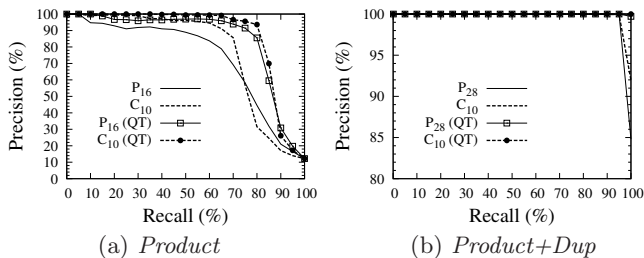 Precision (%)
100
90
80
70
60
50
40
30
20
10
0
P16
C10
P16 (QT)
C10 (QT)
0 10 20 30 40 50 60 70 80 90 100
Recall (%)
(a) Product
Precision (%)
100
95
90
85
80
P28
C10
P28 (QT)
C10 (QT)
0 10 20 30 40 50 60 70 80 90 100
Recall (%)
(b) Product+Dup